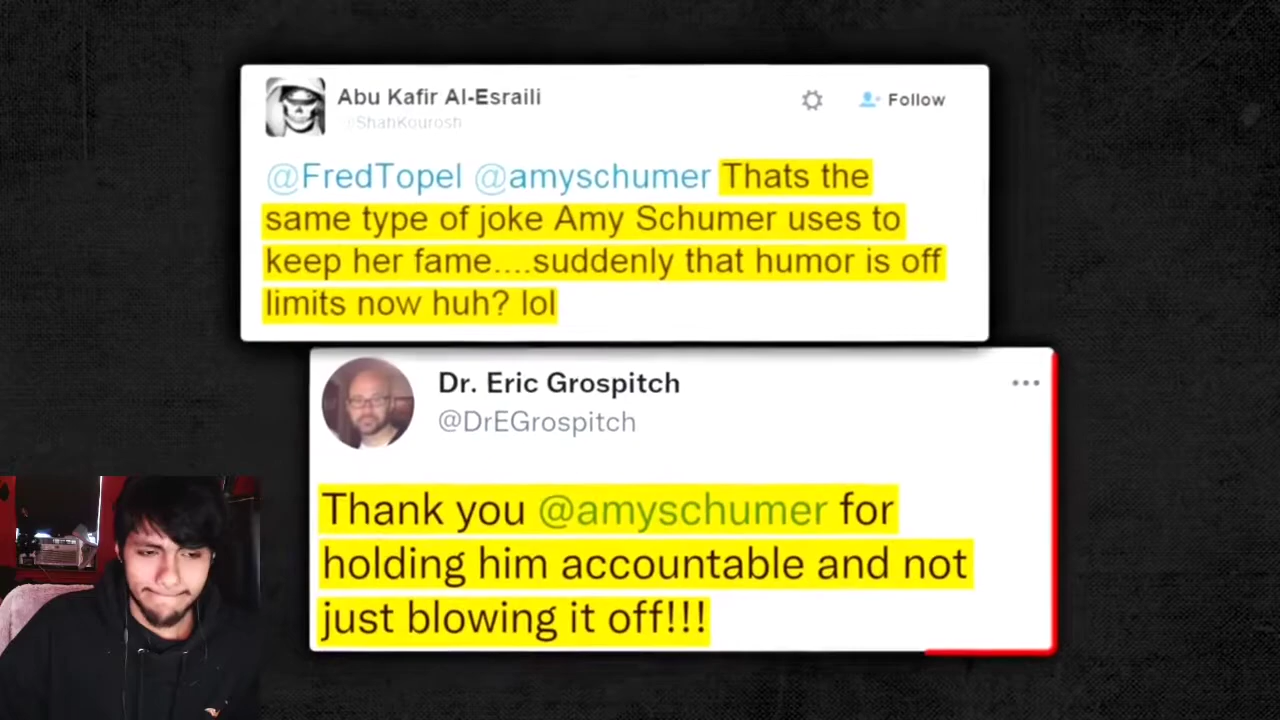 Abu Kafir Al-Esraili
@ShahKourosh
Follow
@FredTopel @amyschumer Thats the
same type of joke Amy Schumer uses to
keep her fame....suddenly that humor is off
limits now huh? lol
Dr. Eric Grospitch
@DrEGrospitch
Thank you @amyschumer for
holding him accountable and not
just blowing it off!!!